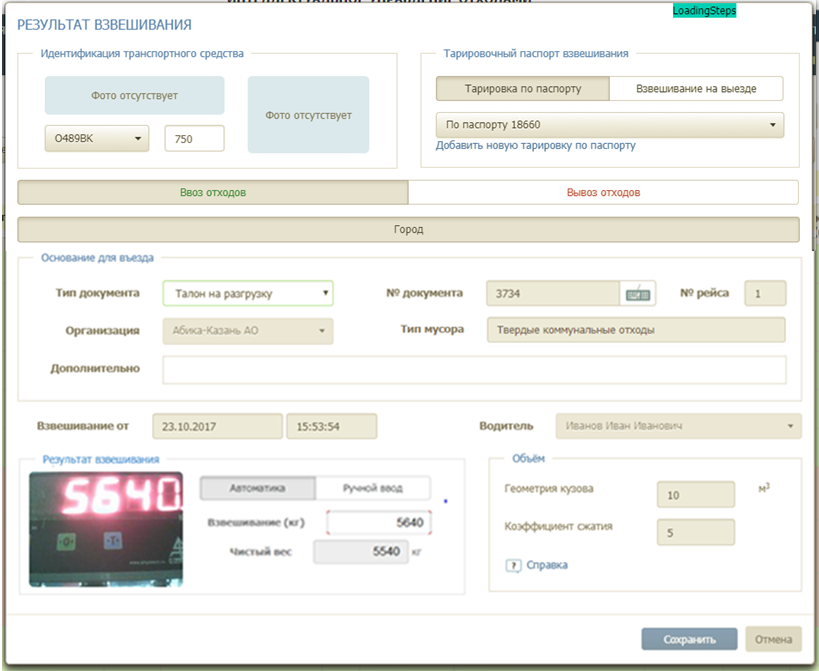 LoadingSteps
РЕЗУЛЬТАТ ВЗВЕШИВАНИЯ
Идентификация транспортного средства
Тарировочный паспорт взвешивания
Фото отсутствует
Фото отсутствует
О489ВК 750
Тарировка по паспорту Взвешивание на выезде
По паспорту 18660
Добавить новую тарировку по паспорту
Ввоз отходов Вывоз отходов
Город
Основание для въезда
Тип документа Талон на разгрузку № документа 3734 № рейса 1
Организация Абика-Казань АО Тип мусора Твердые коммунальные отходы
Дополнительно
Взвешивание от 23.10.2017 15:53:54 Водитель Иванов Иван Иванович
Результат взвешивания
5640
Автоматика Ручной ввод
Взвешивание (кг) 5640
Чистый вес 5540 кг
Объём
Геометрия кузова 10 м³
Коэффициент сжатия 5
? Справка
Сохранить Отмена